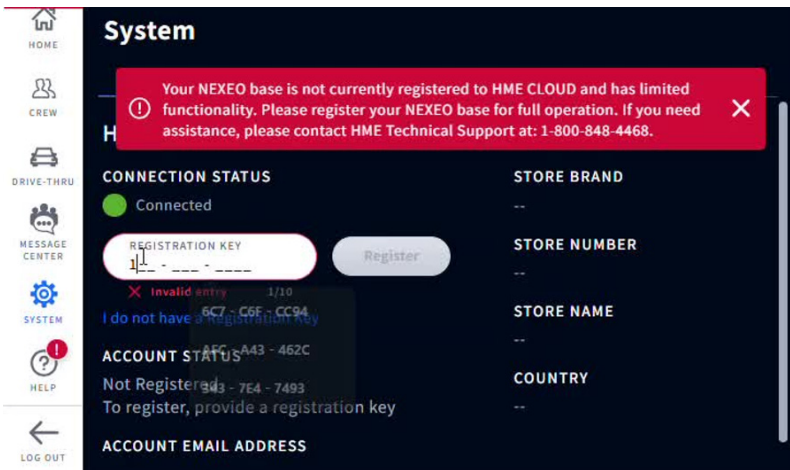 HOME
CREW
DRIVE-THRU
MESSAGE
CENTER
SYSTEM
HELP
LOG OUT
System
Your NEXEO base is not currently registered to HME CLOUD and has limited
functionality. Please register your NEXEO base for full operation. If you need
assistance, please contact HME Technical Support at: 1-800-848-4468.
H
CONNECTION STATUS
Connected
REGISTRATION KEY
1__ - ___ - ____
Register
Invalid entry 1/10
I do not have a Registration Key
6C7 - C6F - CC94
AFC - A43 - 462C
343 - 7E4 - 7493
ACCOUNT STATUS
Not Registered
To register, provide a registration key
ACCOUNT EMAIL ADDRESS
STORE BRAND
--
STORE NUMBER
--
STORE NAME
--
COUNTRY
--